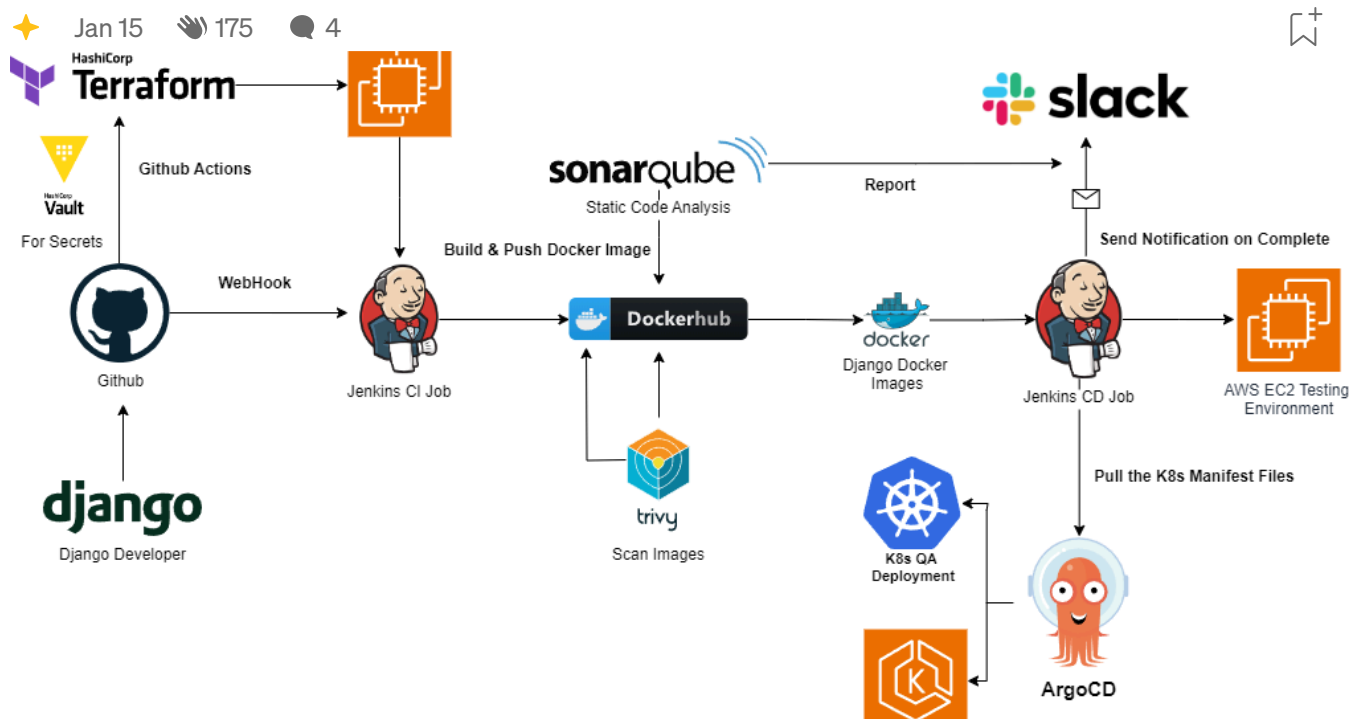 Jan 15
175
4
HashiCorp
Terraform
slack
Github Actions
sonarqube
Report
Static Code Analysis
HashiCorp
Vault
For Secrets
Build & Push Docker Image
Send Notification on Complete
WebHook
Dockerhub
docker
Github
Jenkins CI Job
Django Docker
Images
Jenkins CD Job
AWS EC2 Testing
Environment
Pull the K8s Manifest Files
django
Django Developer
trivy
Scan Images
K8s QA
Deployment
K
ArgoCD